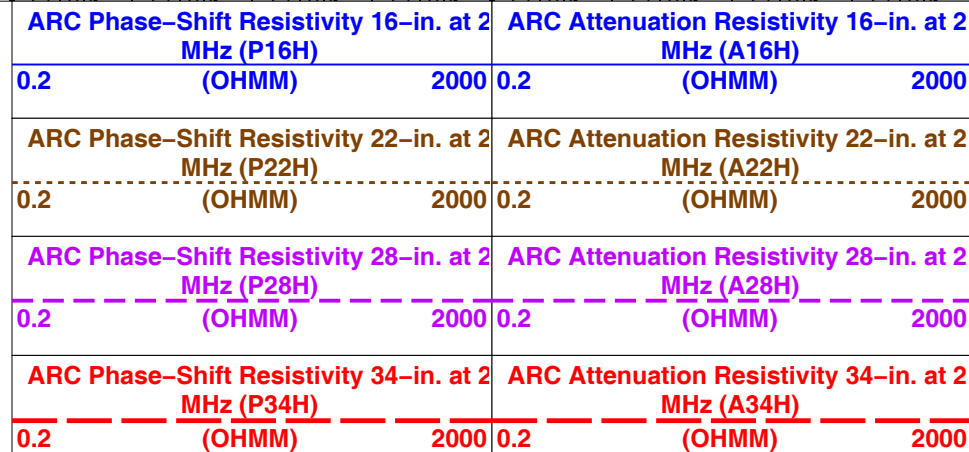 ARC Phase–Shift Resistivity 16–in. at 2
MHz (P16H)
0.2 (OHMM) 2000
ARC Attenuation Resistivity 16–in. at 2
MHz (A16H)
0.2 (OHMM) 2000
ARC Phase–Shift Resistivity 22–in. at 2
MHz (P22H)
0.2 (OHMM) 2000
ARC Attenuation Resistivity 22–in. at 2
MHz (A22H)
0.2 (OHMM) 2000
ARC Phase–Shift Resistivity 28–in. at 2
MHz (P28H)
0.2 (OHMM) 2000
ARC Attenuation Resistivity 28–in. at 2
MHz (A28H)
0.2 (OHMM) 2000
ARC Phase–Shift Resistivity 34–in. at 2
MHz (P34H)
0.2 (OHMM) 2000
ARC Attenuation Resistivity 34–in. at 2
MHz (A34H)
0.2 (OHMM) 2000